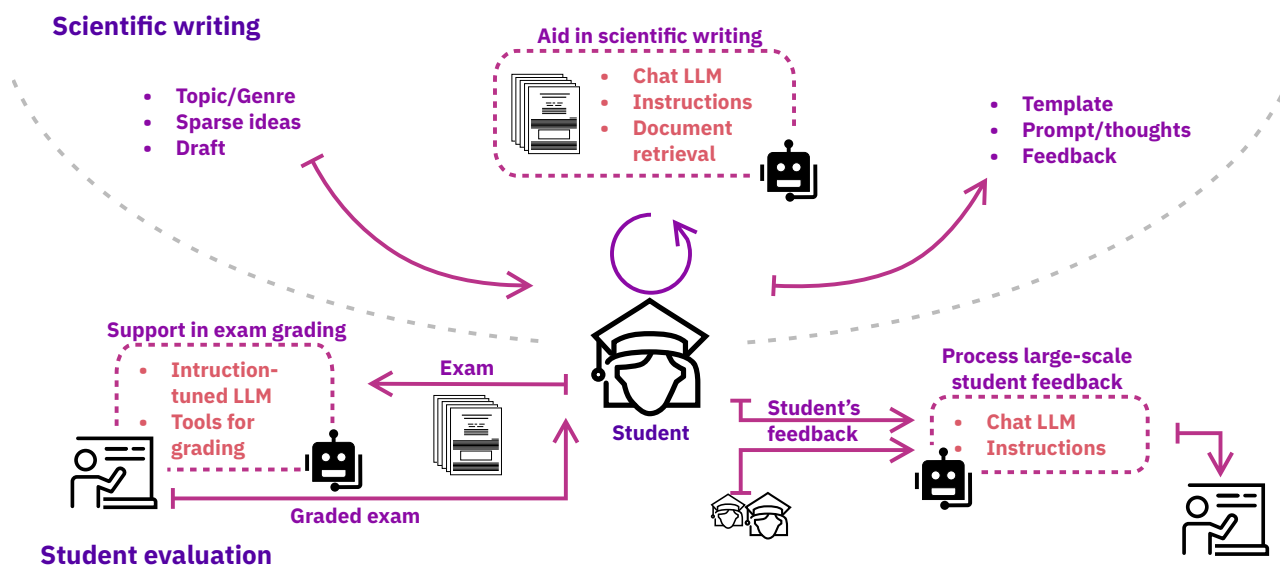 Scientific writing
Aid in scientific writing
• Chat LLM
• Instructions
• Document
retrieval
• Topic/Genre
• Sparse ideas
• Draft
• Template
• Prompt/thoughts
• Feedback
Support in exam grading
• Intruction-
tuned LLM
• Tools for
grading
Exam
Graded exam
Student
Student's
feedback
Process large-scale
student feedback
• Chat LLM
• Instructions
Student evaluation